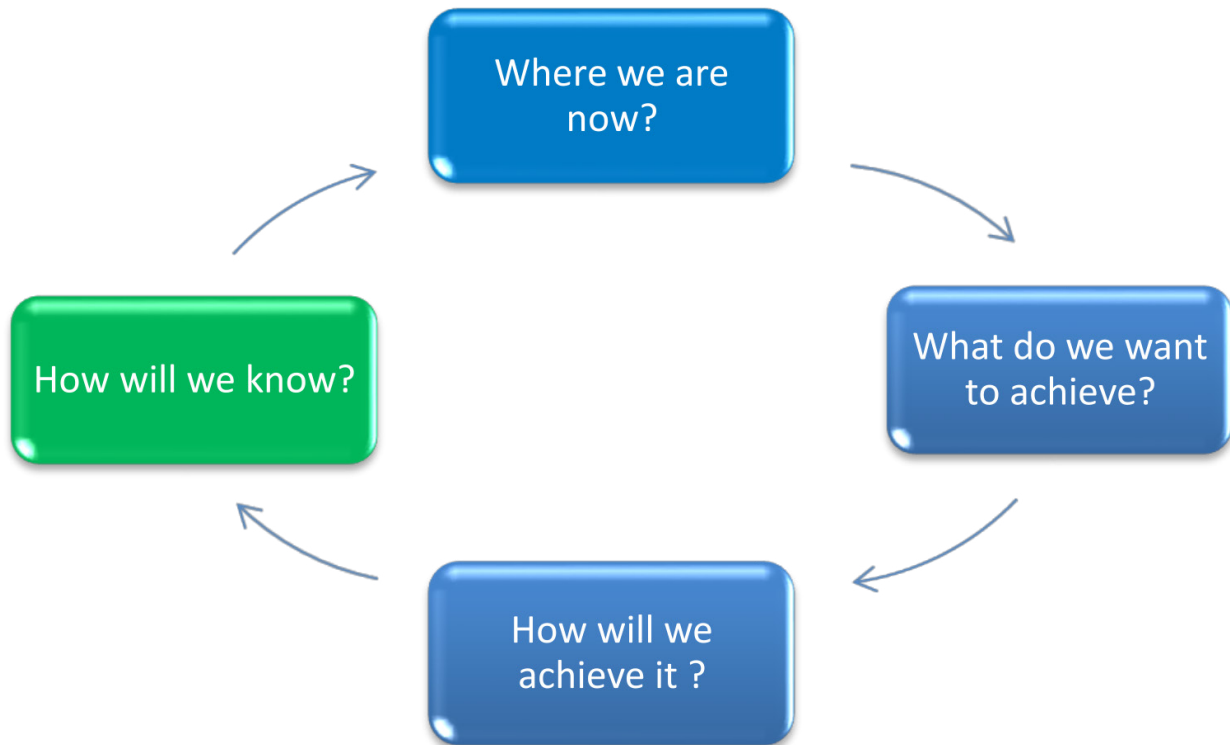 Where we are
now?
What do we want
to achieve?
How will we
achieve it ?
How will we know?